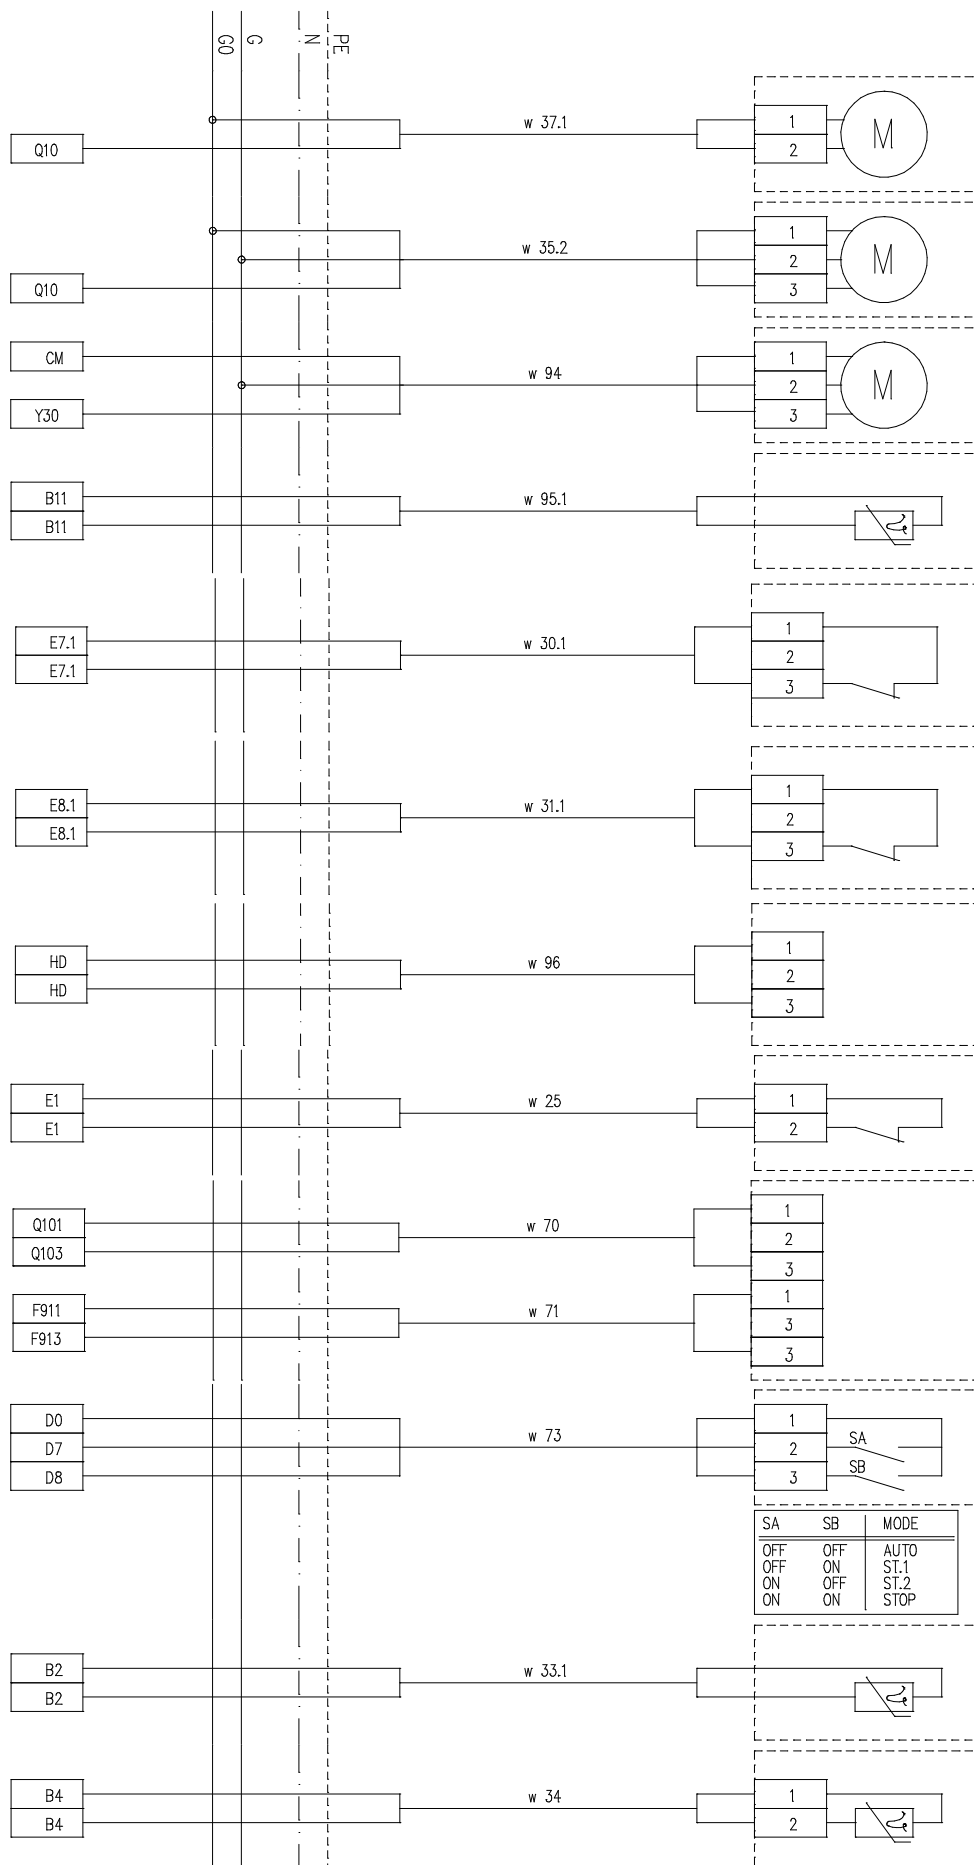 G0 G N PE
w 37.1
1
M
Q10
2
w 35.2
1
2
M
Q10
3
CM
1
w 94
2
M
Y30
3
B11
w 95.1
B11
E7.1
w 30.1
1
E7.1
2
3
E8.1
w 31.1
1
E8.1
2
3
HD
w 96
1
HD
2
3
E1
w 25
1
E1
2
Q101
w 70
1
Q103
2
3
F911
w 71
1
F913
3
3
D0
1
D7
w 73
2
SA
D8
3
SB
SA SB MODE
OFF OFF AUTO
OFF ON ST.1
ON OFF ST.2
ON ON STOP
B2
w 33.1
B2
B4
w 34
1
B4
2